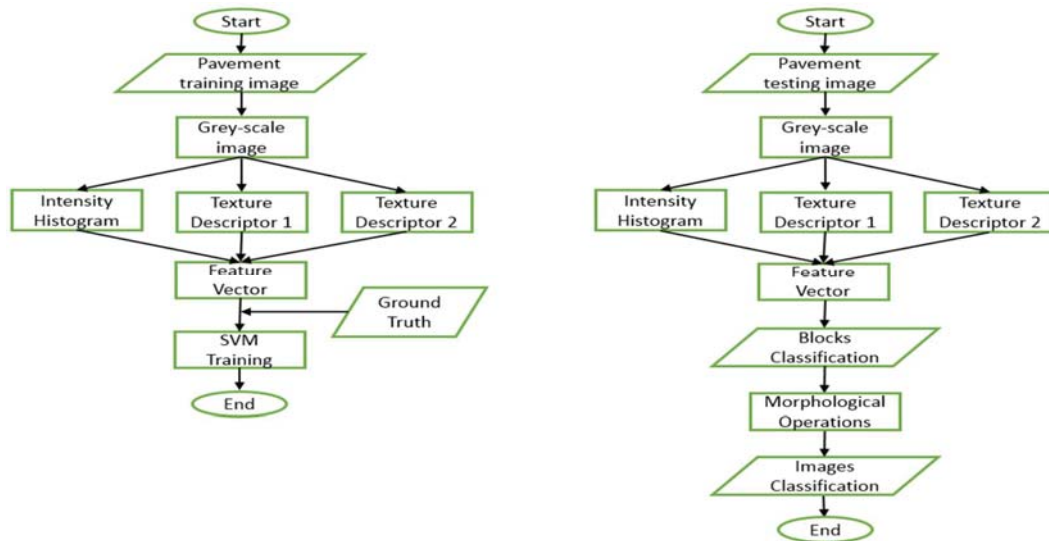 Start
Pavement
training image
Grey-scale
image
Intensity
Histogram
Texture
Descriptor 1
Texture
Descriptor 2
Feature
Vector
Ground
Truth
SVM
Training
End
Start
Pavement
testing image
Grey-scale
image
Intensity
Histogram
Texture
Descriptor 1
Texture
Descriptor 2
Feature
Vector
Blocks
Classification
Morphological
Operations
Images
Classification
End